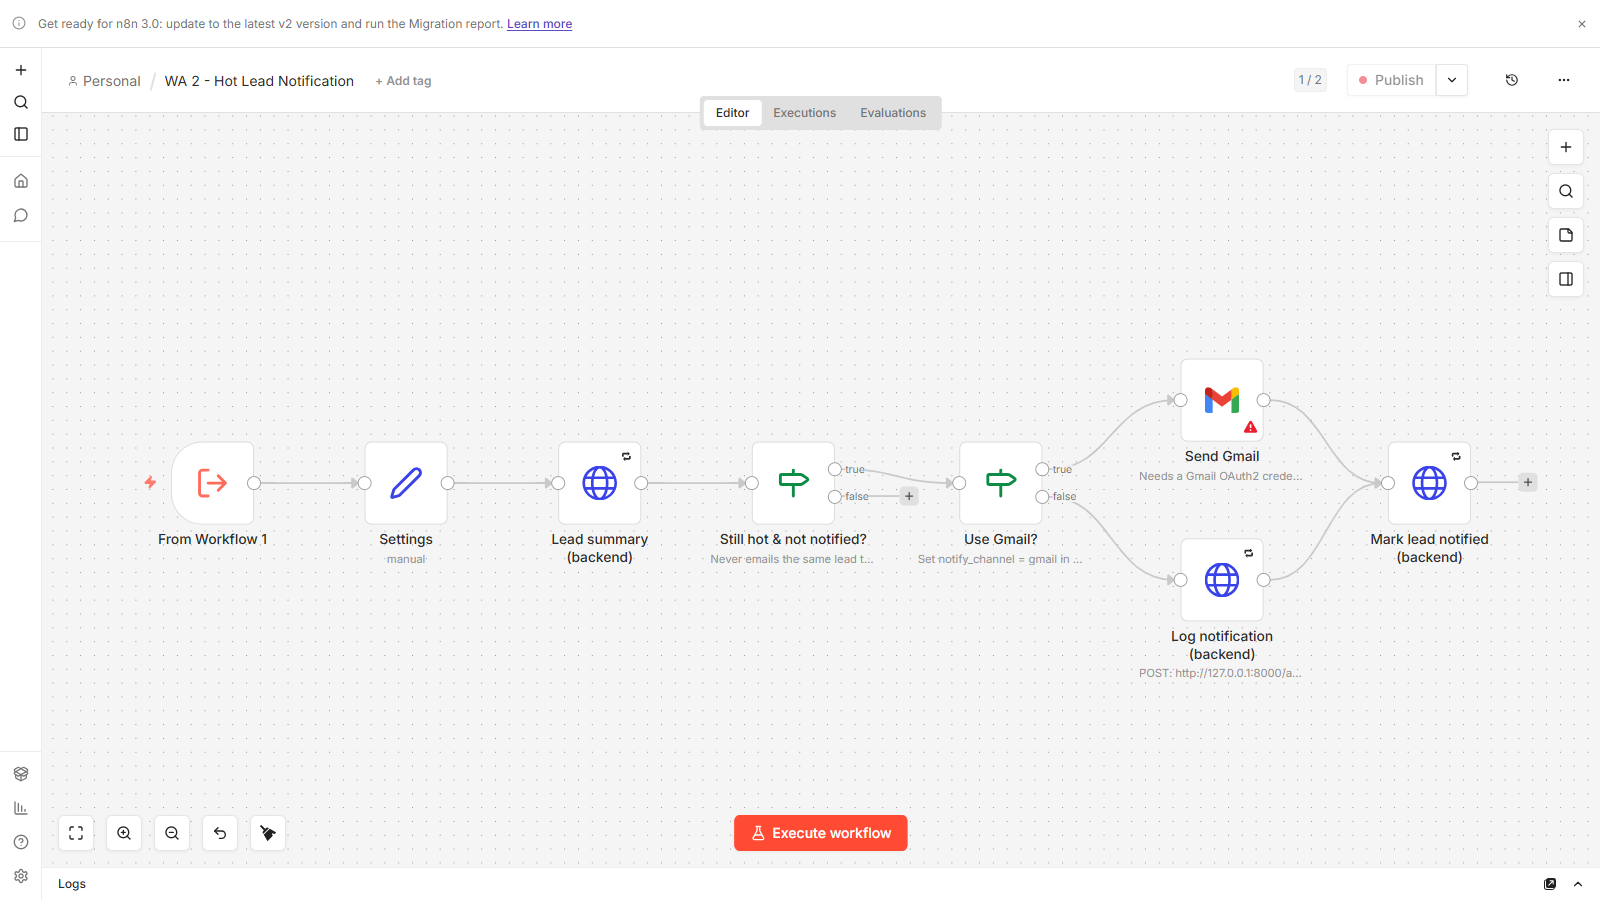 Get ready for n8n 3.0: update to the latest v2 version and run the Migration report. Learn more
Personal / WA 2 - Hot Lead Notification + Add tag
1 / 2
Publish
Editor Executions Evaluations
true
false
true
false
From Workflow 1
Settings
manual
Lead summary
(backend)
Still hot & not notified?
Never emails the same lead t...
Use Gmail?
Set notify_channel = gmail in ...
Send Gmail
Needs a Gmail OAuth2 crede...
Log notification
(backend)
POST: http://127.0.0.1:8000/a...
Mark lead notified
(backend)
Execute workflow
Logs